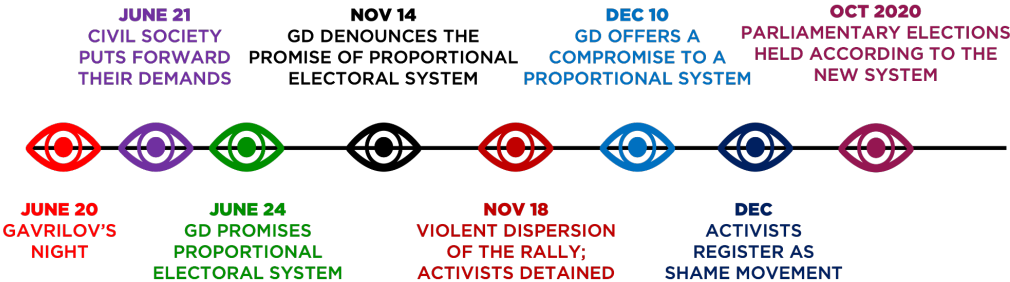 JUNE 21
CIVIL SOCIETY
PUTS FORWARD
THEIR DEMANDS
NOV 14
GD DENOUNCES THE
PROMISE OF PROPORTIONAL
ELECTORAL SYSTEM
DEC 10
GD OFFERS A
COMPROMISE TO A
PROPORTIONAL SYSTEM
OCT 2020
PARLIAMENTARY ELECTIONS
HELD ACCORDING TO THE
NEW SYSTEM
JUNE 20
GAVRILOV'S
NIGHT
JUNE 24
GD PROMISES
PROPORTIONAL
ELECTORAL SYSTEM
NOV 18
VIOLENT DISPERSION
OF THE RALLY;
ACTIVISTS DETAINED
DEC
ACTIVISTS
REGISTER AS
SHAME MOVEMENT